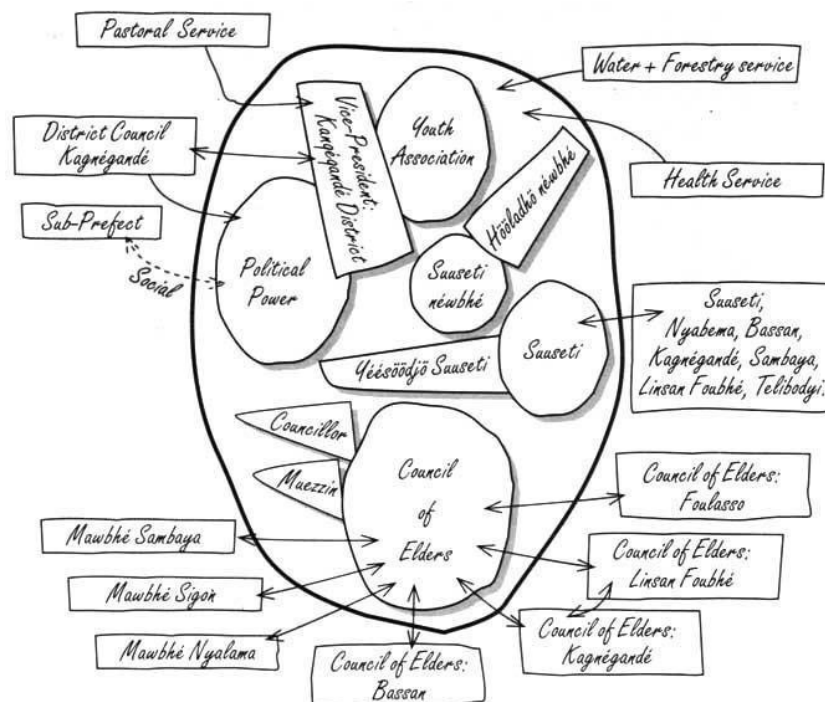 Pastoral Service
Water + Forestry service
Vice-President:
Kangégandé District
Youth
Association
District Council
Kagnégandé
Hööladhö néwbhé
Health Service
Sub-Prefect
Social
Political
Power
Suuseti
néwbhé
Suuseti,
Nyabema, Bassan,
Kagnégandé, Sambaya,
Linsan Foubhé, Telibodyi.
Suuseti
Yéésöödjö Suuseti
Councillor
Muezzin
Council
of
Elders
Council of Elders:
Foulasso
Mawbhé Sambaya
Council of Elders:
Linsan Foubhé
Mawbhé Sigon
Council of Elders:
Kagnégandé
Mawbhé Nyalama
Council of Elders:
Bassan